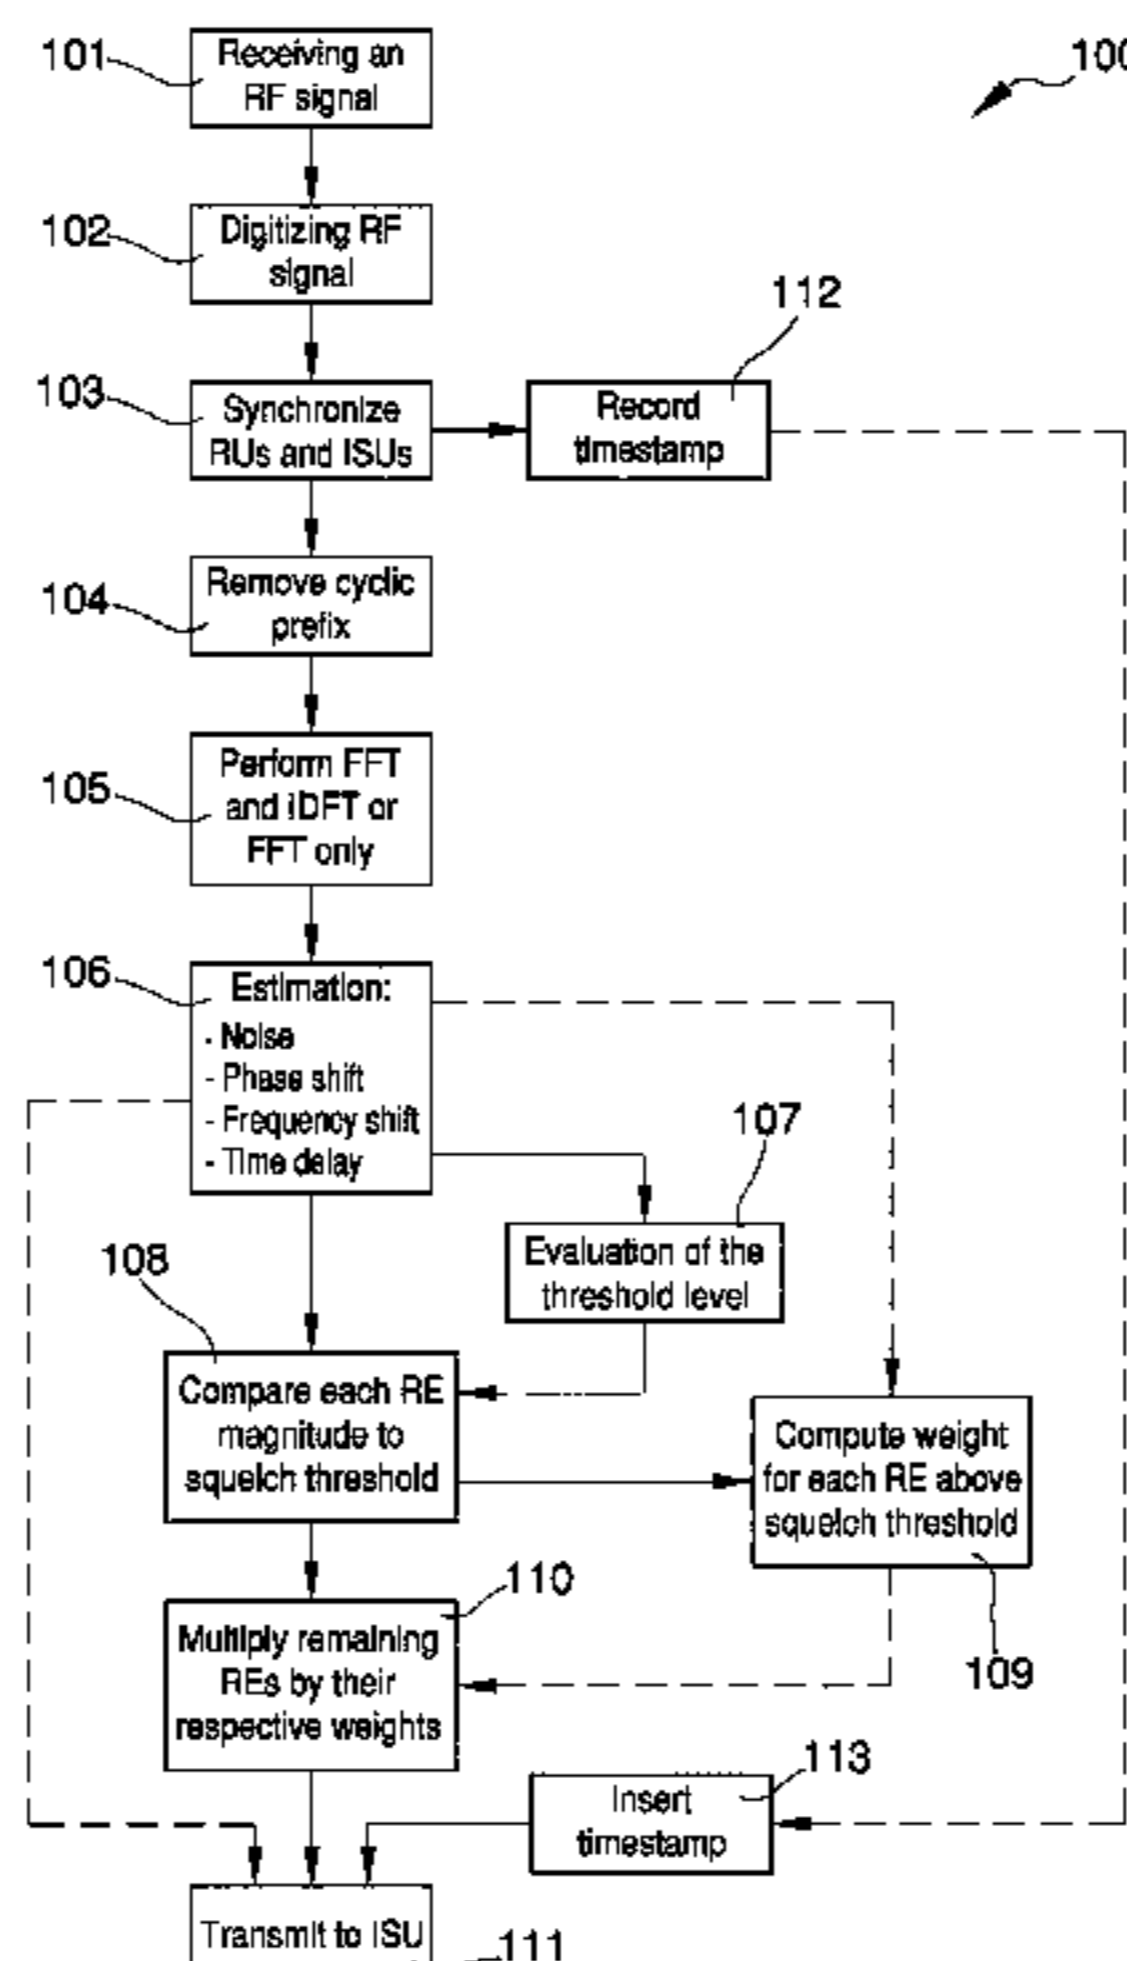 101
Receiving an
RF signal
100
102
Digitizing RF
signal
112
103
Synchronize
RUs and ISUs
Record
timestamp
104
Remove cyclic
prefix
105
Perform FFT
and iDFT or
FFT only
106
Estimation:
- Noise
- Phase shift
- Frequency shift
- Time delay
107
Evaluation of the
threshold level
108
Compare each RE
magnitude to
squelch threshold
Compute weight
for each RE above
squelch threshold
109
110
Multiply remaining
REs by their
respective weights
113
Insert
timestamp
Transmit to ISU
111